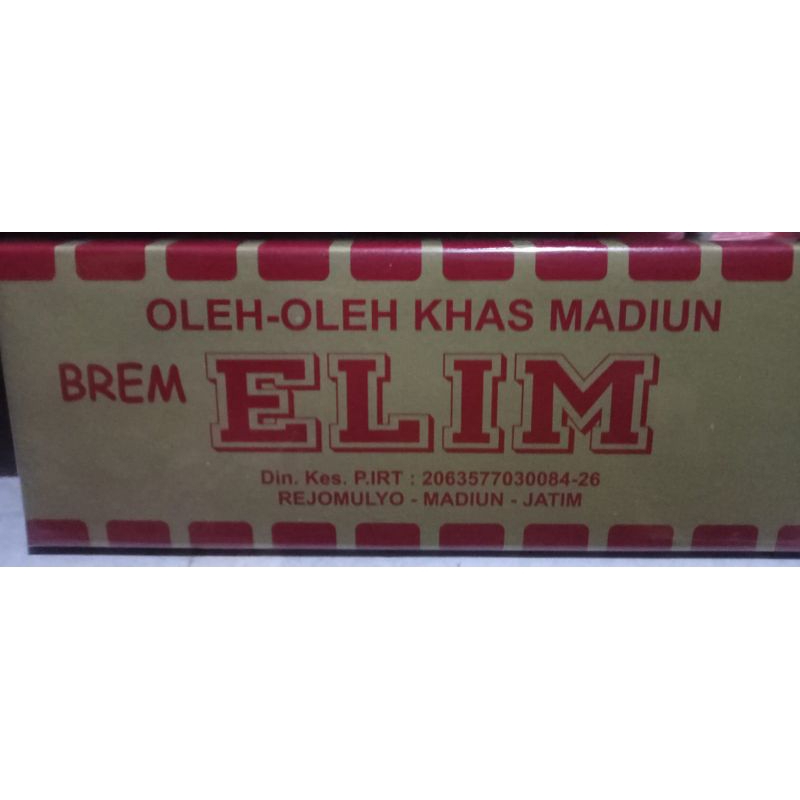 OLEH-OLEH KHAS MADIUN
BREM ELIM
Din. Kes. P.IRT : 2063577030084-26
REJOMULYO - MADIUN - JATIM